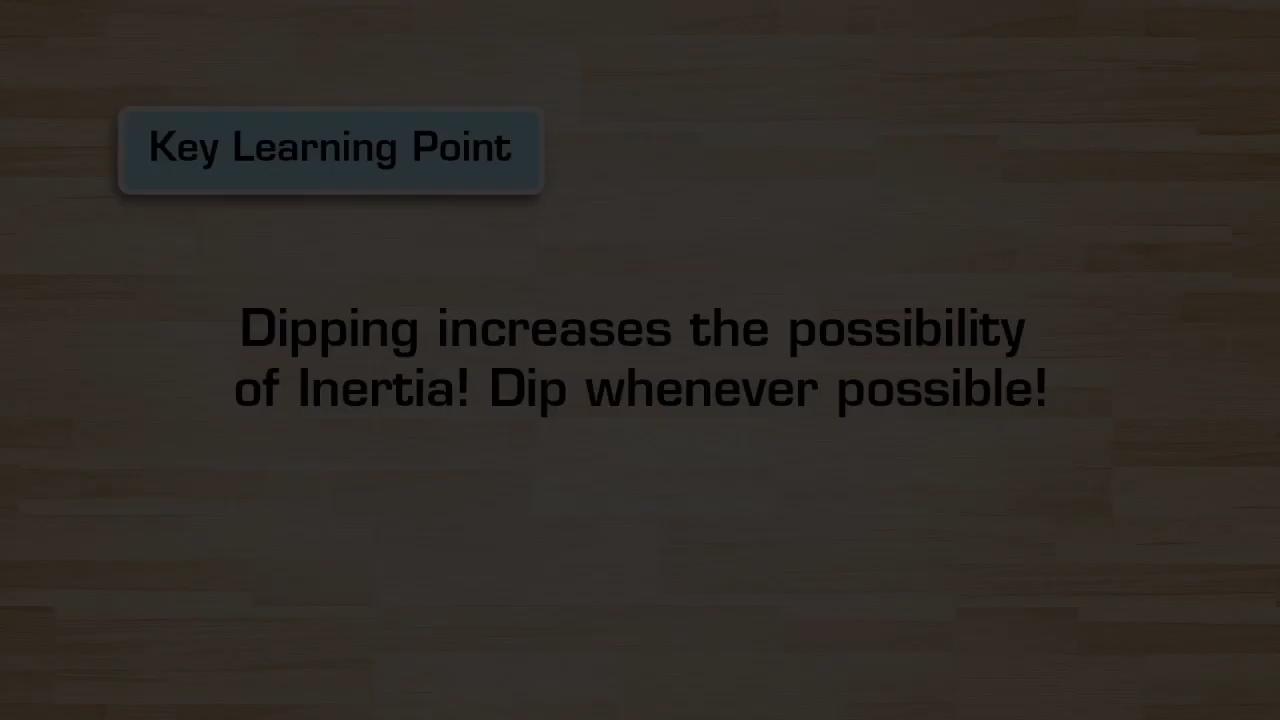 Key Learning Point
Dipping increases the possibility
of Inertia! Dip whenever possible!